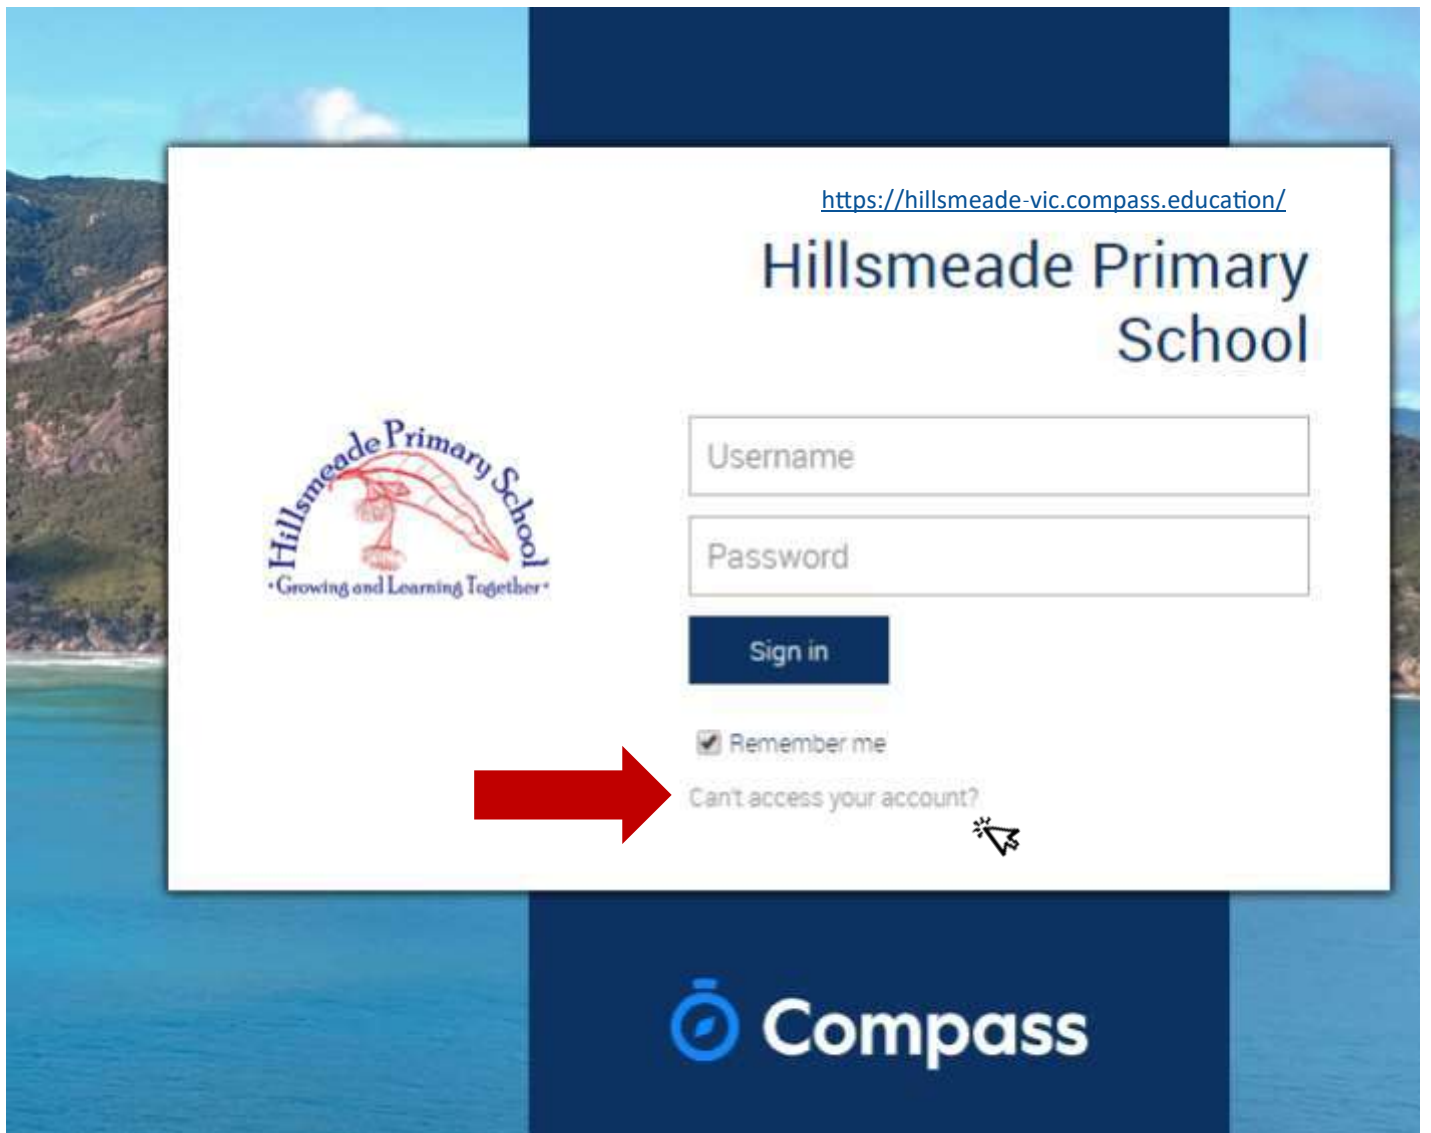 https://hillsmeade-vic.compass.education/
Hillsmeade Primary
School
Hillsmeade Primary School
·Growing and Learning Together·
Username
Password
Sign in
Remember me
Can't access your account?
Compass